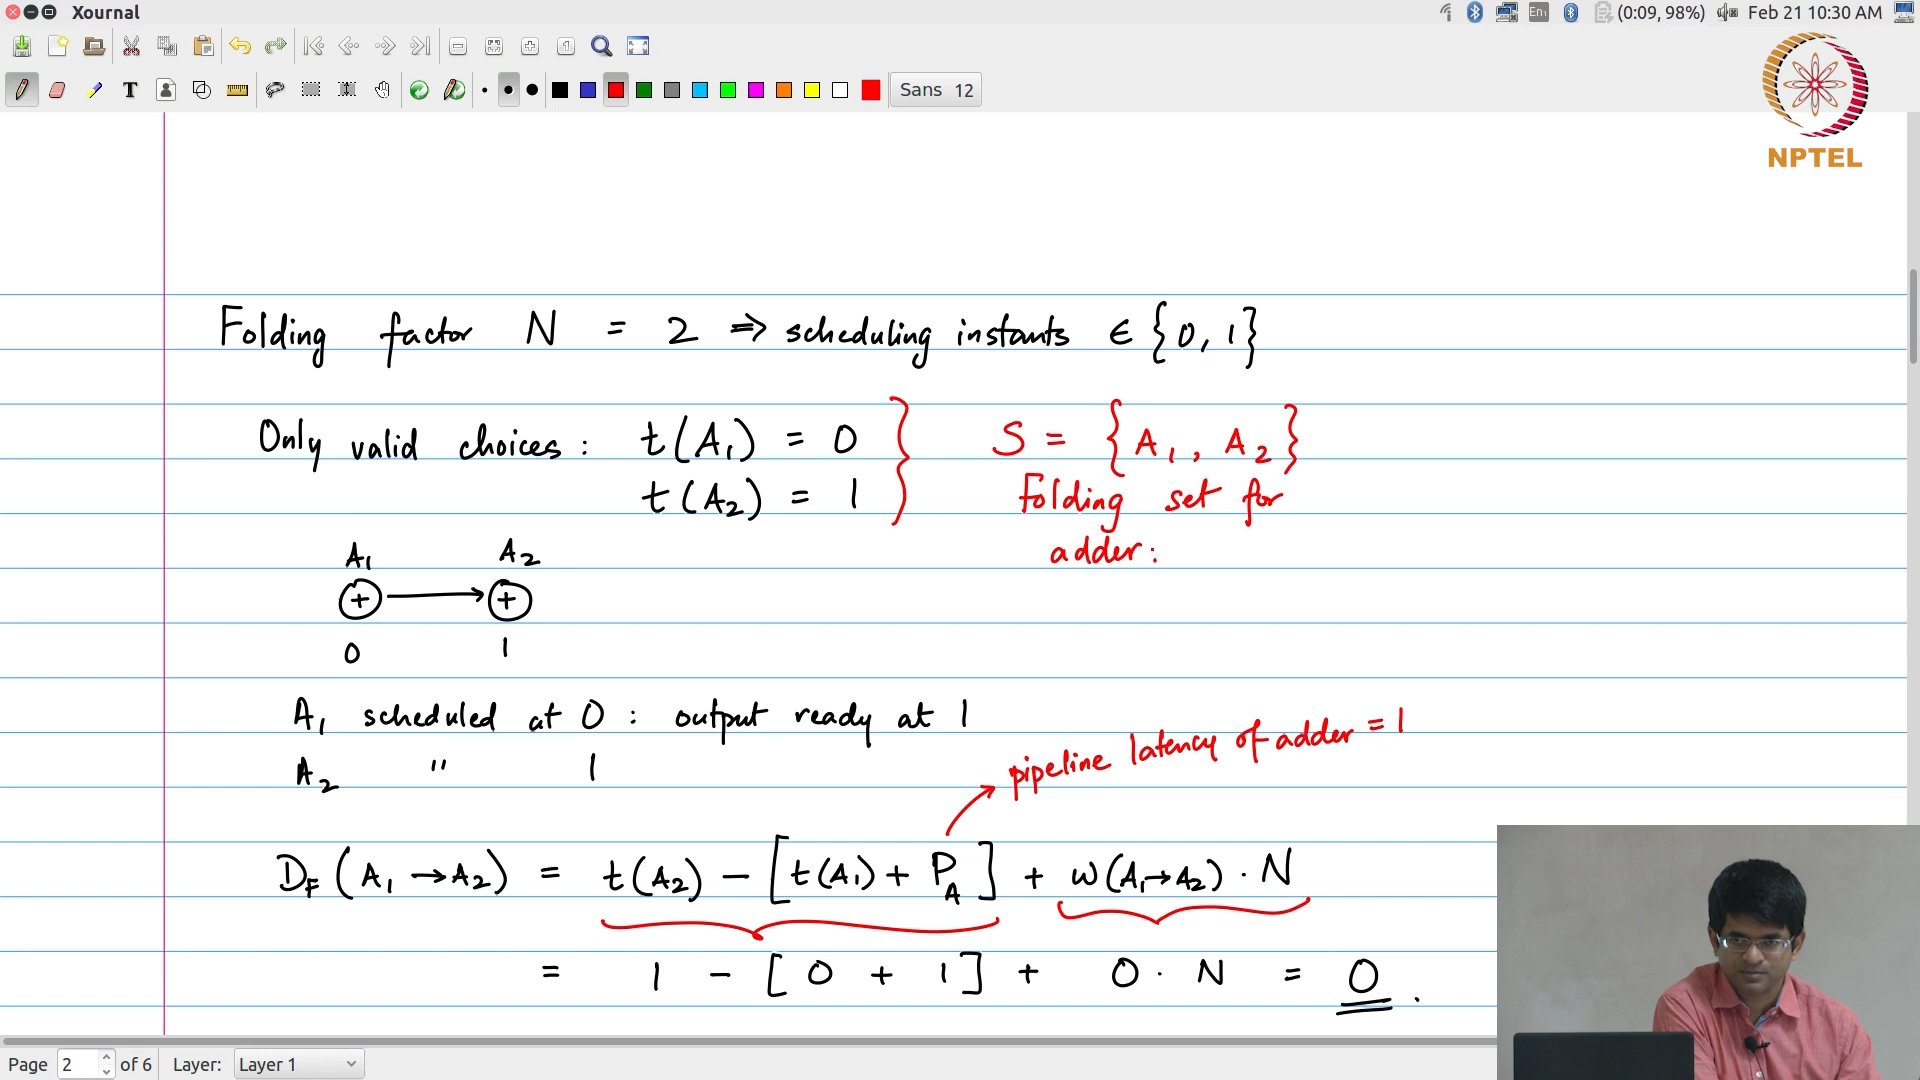 Xournal
(0:09, 98%) Feb 21 10:30 AM
En1
T
Sans 12
NPTEL
Folding factor N = 2 => scheduling instants ∈ {0, 1}
Only valid choices : t(A1) = 0
t(A2) = 1
S = {A1, A2}
Folding set for
adder:
A1 A2
+ +
0 1
A1 scheduled at 0 : output ready at 1
A2 " 1
pipeline latency of adder = 1
DF (A1 → A2) = t(A2) − [t(A1) + PA] + w(A1→A2) . N
= 1 − [0 + 1] + 0 . N = 0 .
Page 2 of 6 Layer: Layer 1